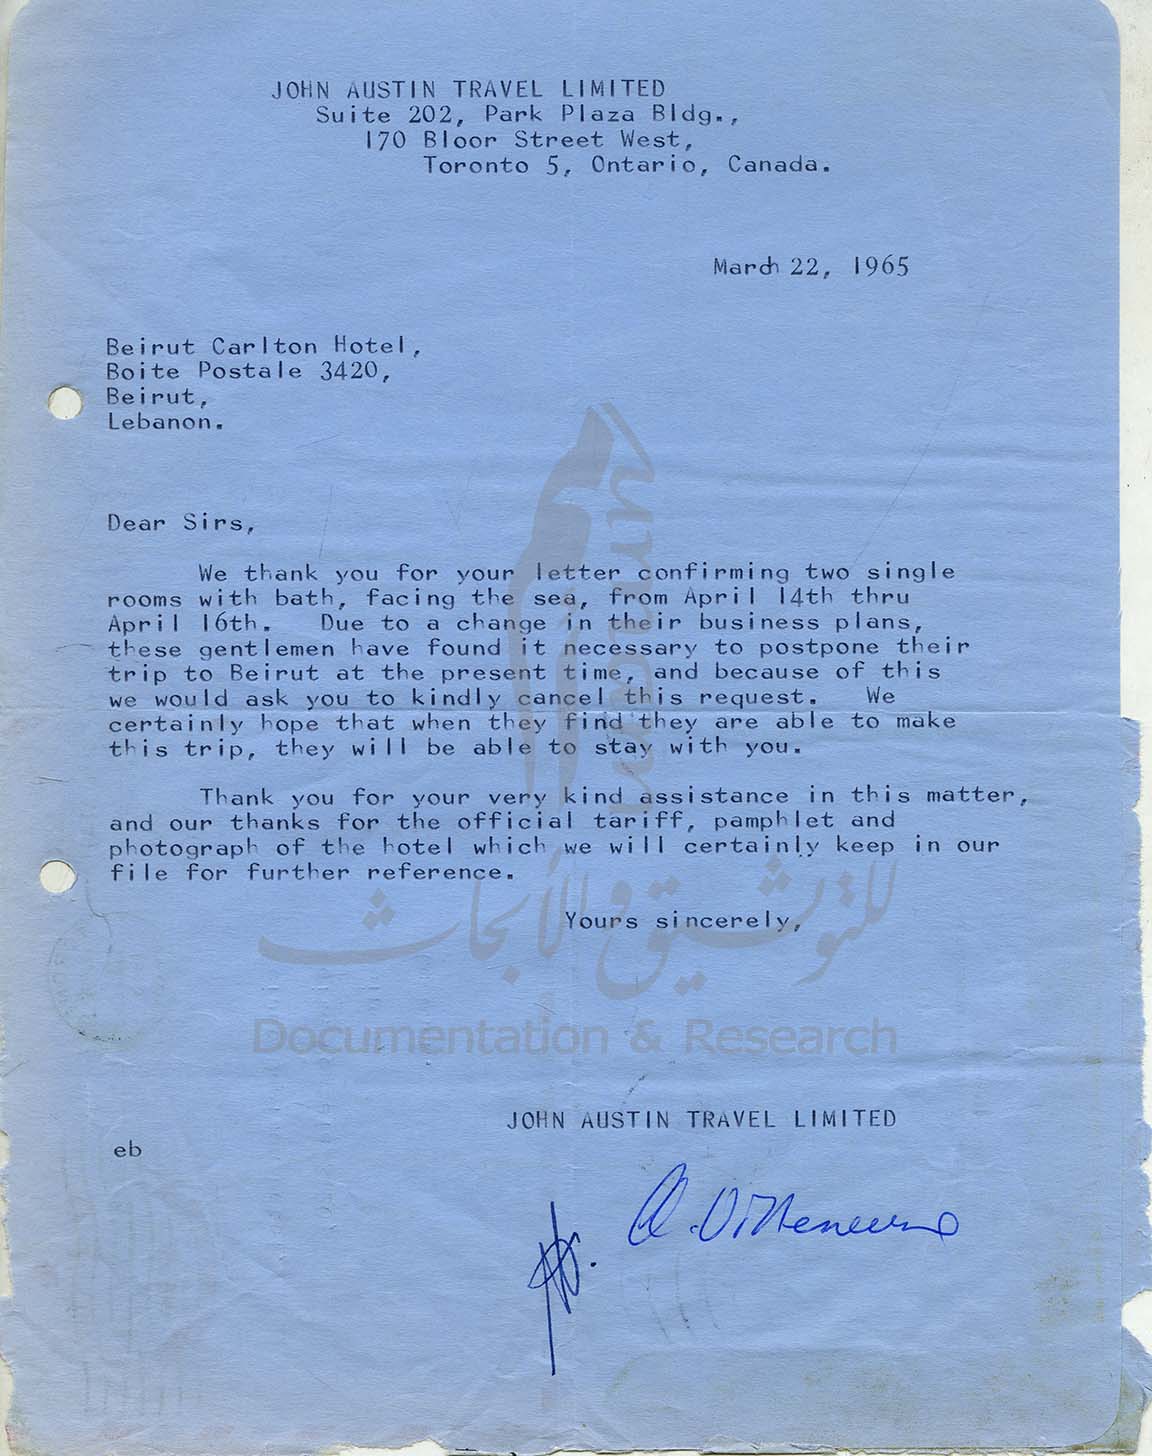 JOHN AUSTIN TRAVEL LIMITED
Suite 202, Park Plaza Bldg.,
170 Bloor Street West,
Toronto 5, Ontario, Canada.
March 22, 1965
Beirut Carlton Hotel,
Boite Postale 3420,
Beirut,
Lebanon.
Dear Sirs,
We thank you for your letter confirming two single
rooms with bath, facing the sea, from April 14th thru
April 16th. Due to a change in their business plans,
these gentlemen have found it necessary to postpone their
trip to Beirut at the present time, and because of this
we would ask you to kindly cancel this request. We
certainly hope that when they find they are able to make
this trip, they will be able to stay with you.
Thank you for your very kind assistance in this matter,
and our thanks for the official tariff, pamphlet and
photograph of the hotel which we will certainly keep in our
file for further reference.
Yours sincerely,
للتوثيق و الأبحاث
Documentation & Research
JOHN AUSTIN TRAVEL LIMITED
eb
A. Villeneuve